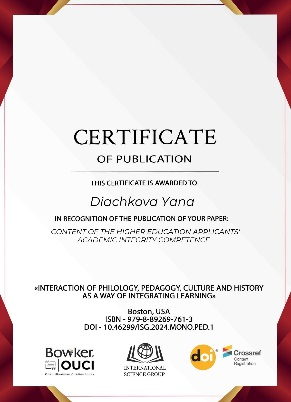 CERTIFICATE
OF PUBLICATION
THIS CERTIFICATE IS AWARDED TO
Diachkova Yana
IN RECOGNITION OF THE PUBLICATION OF YOUR PAPER:
CONTENT OF THE HIGHER EDUCATION APPLICANTS'
ACADEMIC INTEGRITY COMPETENCE
«INTERACTION OF PHILOLOGY, PEDAGOGY, CULTURE AND HISTORY
AS A WAY OF INTEGRATING LEARNING»
Boston, USA
ISBN - 979-8-89269-761-3
DOI - 10.46299/ISG.2024.MONO.PED.1
Bowker
OUCI
INTERNATIONAL
SCIENCE GROUP
doi
Crossref
Content
Registration